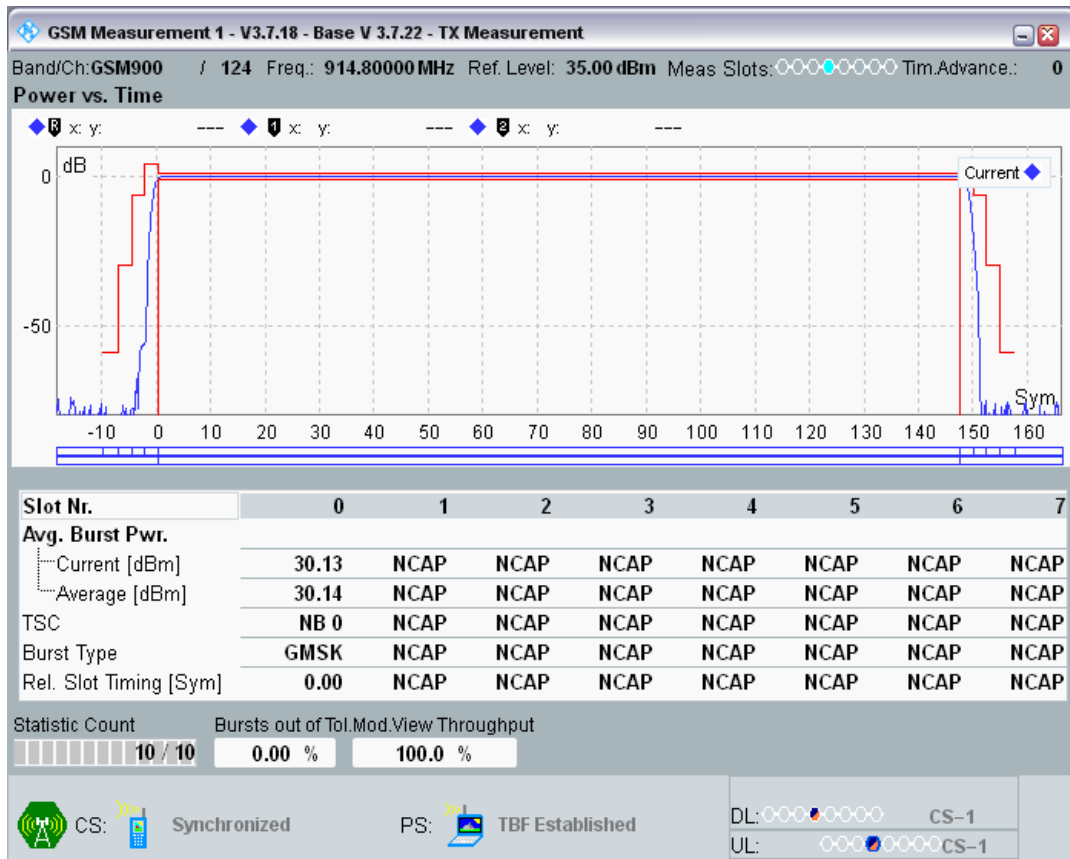 GSM Measurement 1 - V3.7.18 - Base V 3.7.22 - TX Measurement
Band/Ch:GSM900 / 124 Freq.: 914.80000 MHz Ref. Level: 35.00 dBm Meas Slots: Tim.Advance.: 0
Power vs. Time
R x: y: --- 1 x: y: --- 2 x: y: ---
dB
Current
0
-50
Sym
-10 0 10 20 30 40 50 60 70 80 90 100 110 120 130 140 150 160
Slot Nr. 0 1 2 3 4 5 6 7
Avg. Burst Pwr.
Current [dBm] 30.13 NCAP NCAP NCAP NCAP NCAP NCAP NCAP
Average [dBm] 30.14 NCAP NCAP NCAP NCAP NCAP NCAP NCAP
TSC NB 0 NCAP NCAP NCAP NCAP NCAP NCAP NCAP
Burst Type GMSK NCAP NCAP NCAP NCAP NCAP NCAP NCAP
Rel. Slot Timing [Sym] 0.00 NCAP NCAP NCAP NCAP NCAP NCAP NCAP
Statistic Count Bursts out of Tol.Mod.View Throughput
10 / 10 0.00 % 100.0 %
CS: Synchronized PS: TBF Established
DL: CS-1
UL: CS-1